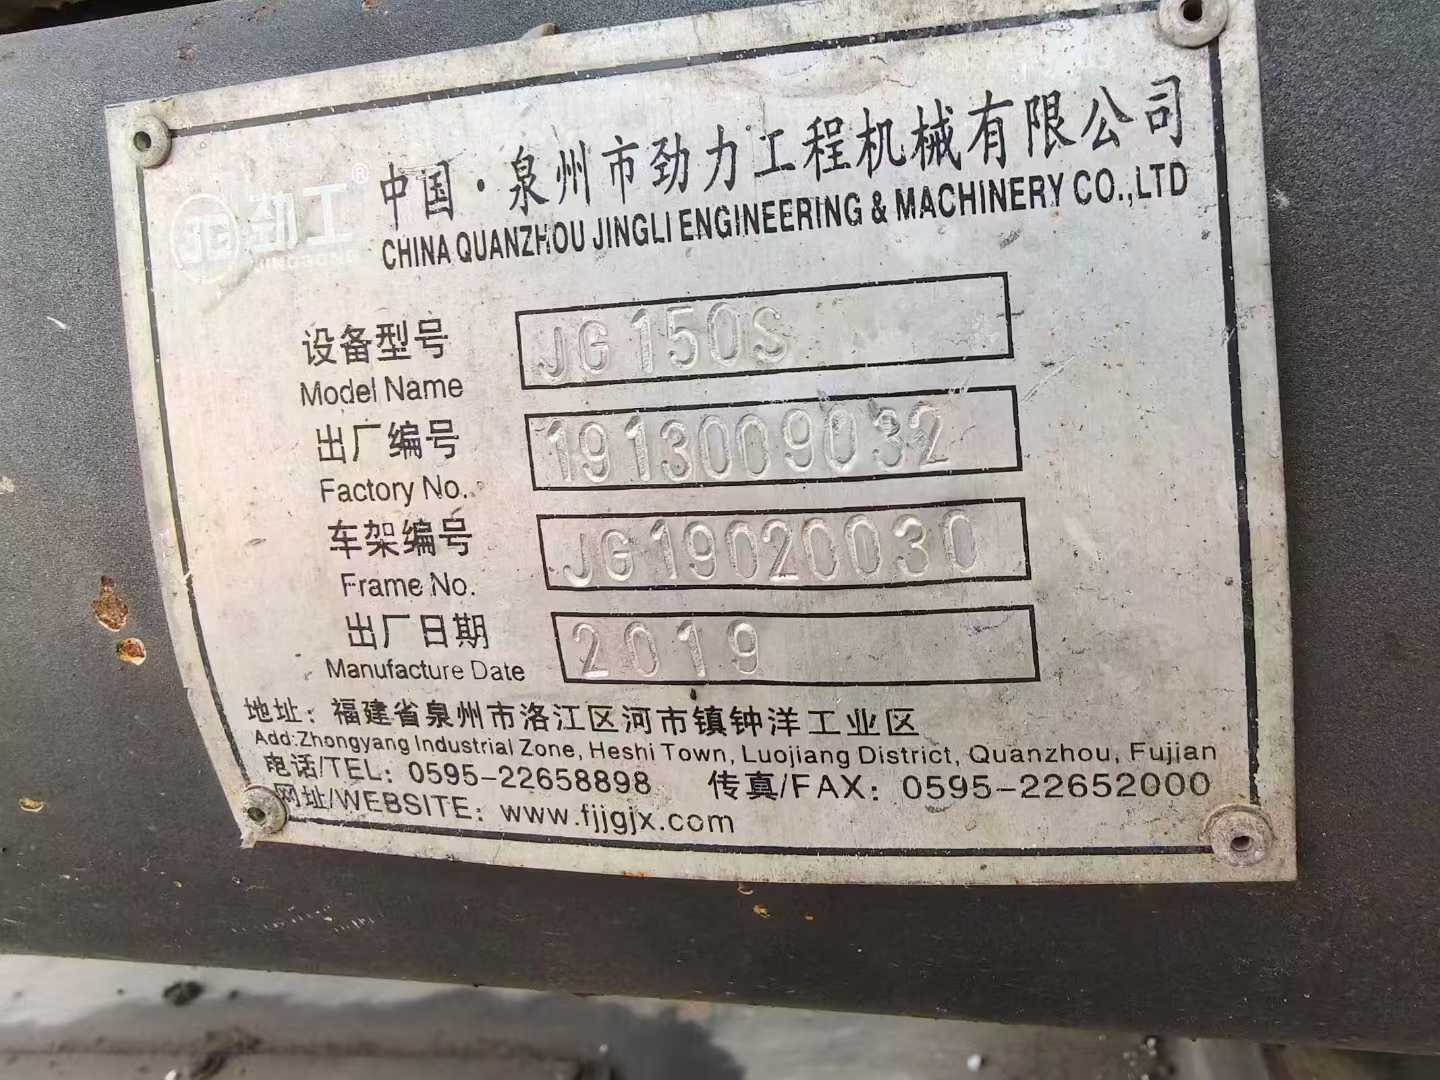 JG 劲工®
JINGGONG
中国·泉州市劲力工程机械有限公司
CHINA QUANZHOU JINGLI ENGINEERING & MACHINERY CO.,LTD
设备型号 JG150S
Model Name
出厂编号 1913009032
Factory No.
车架编号 JG19020030
Frame No.
出厂日期 2019
Manufacture Date
地址：福建省泉州市洛江区河市镇钟洋工业区
Add:Zhongyang Industrial Zone, Heshi Town, Luojiang District, Quanzhou, Fujian
电话/TEL：0595-22658898 传真/FAX：0595-22652000
网址/WEBSITE：www.fjjgjx.com